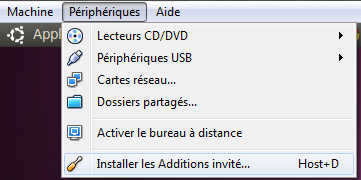 Machine Périphériques Aide
Appl
Lecteurs CD/DVD
Périphériques USB
Cartes réseau...
Dossiers partagés...
Activer le bureau à distance
Installer les Additions invité... Host+D